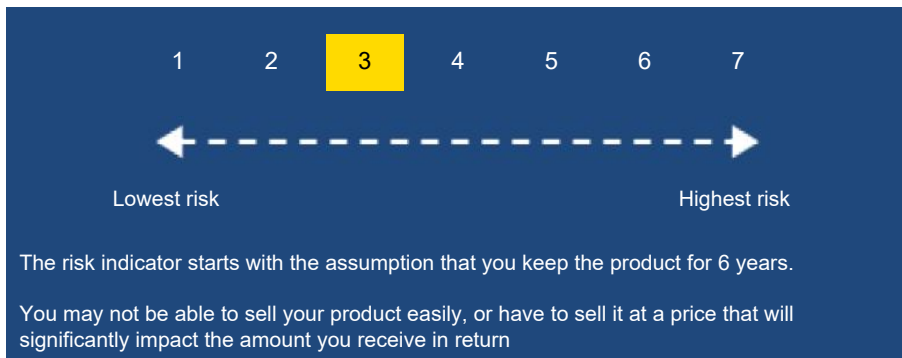 1 2 3 4 5 6 7
Lowest risk Highest risk
The risk indicator starts with the assumption that you keep the product for 6 years.
You may not be able to sell your product easily, or have to sell it at a price that will
significantly impact the amount you receive in return